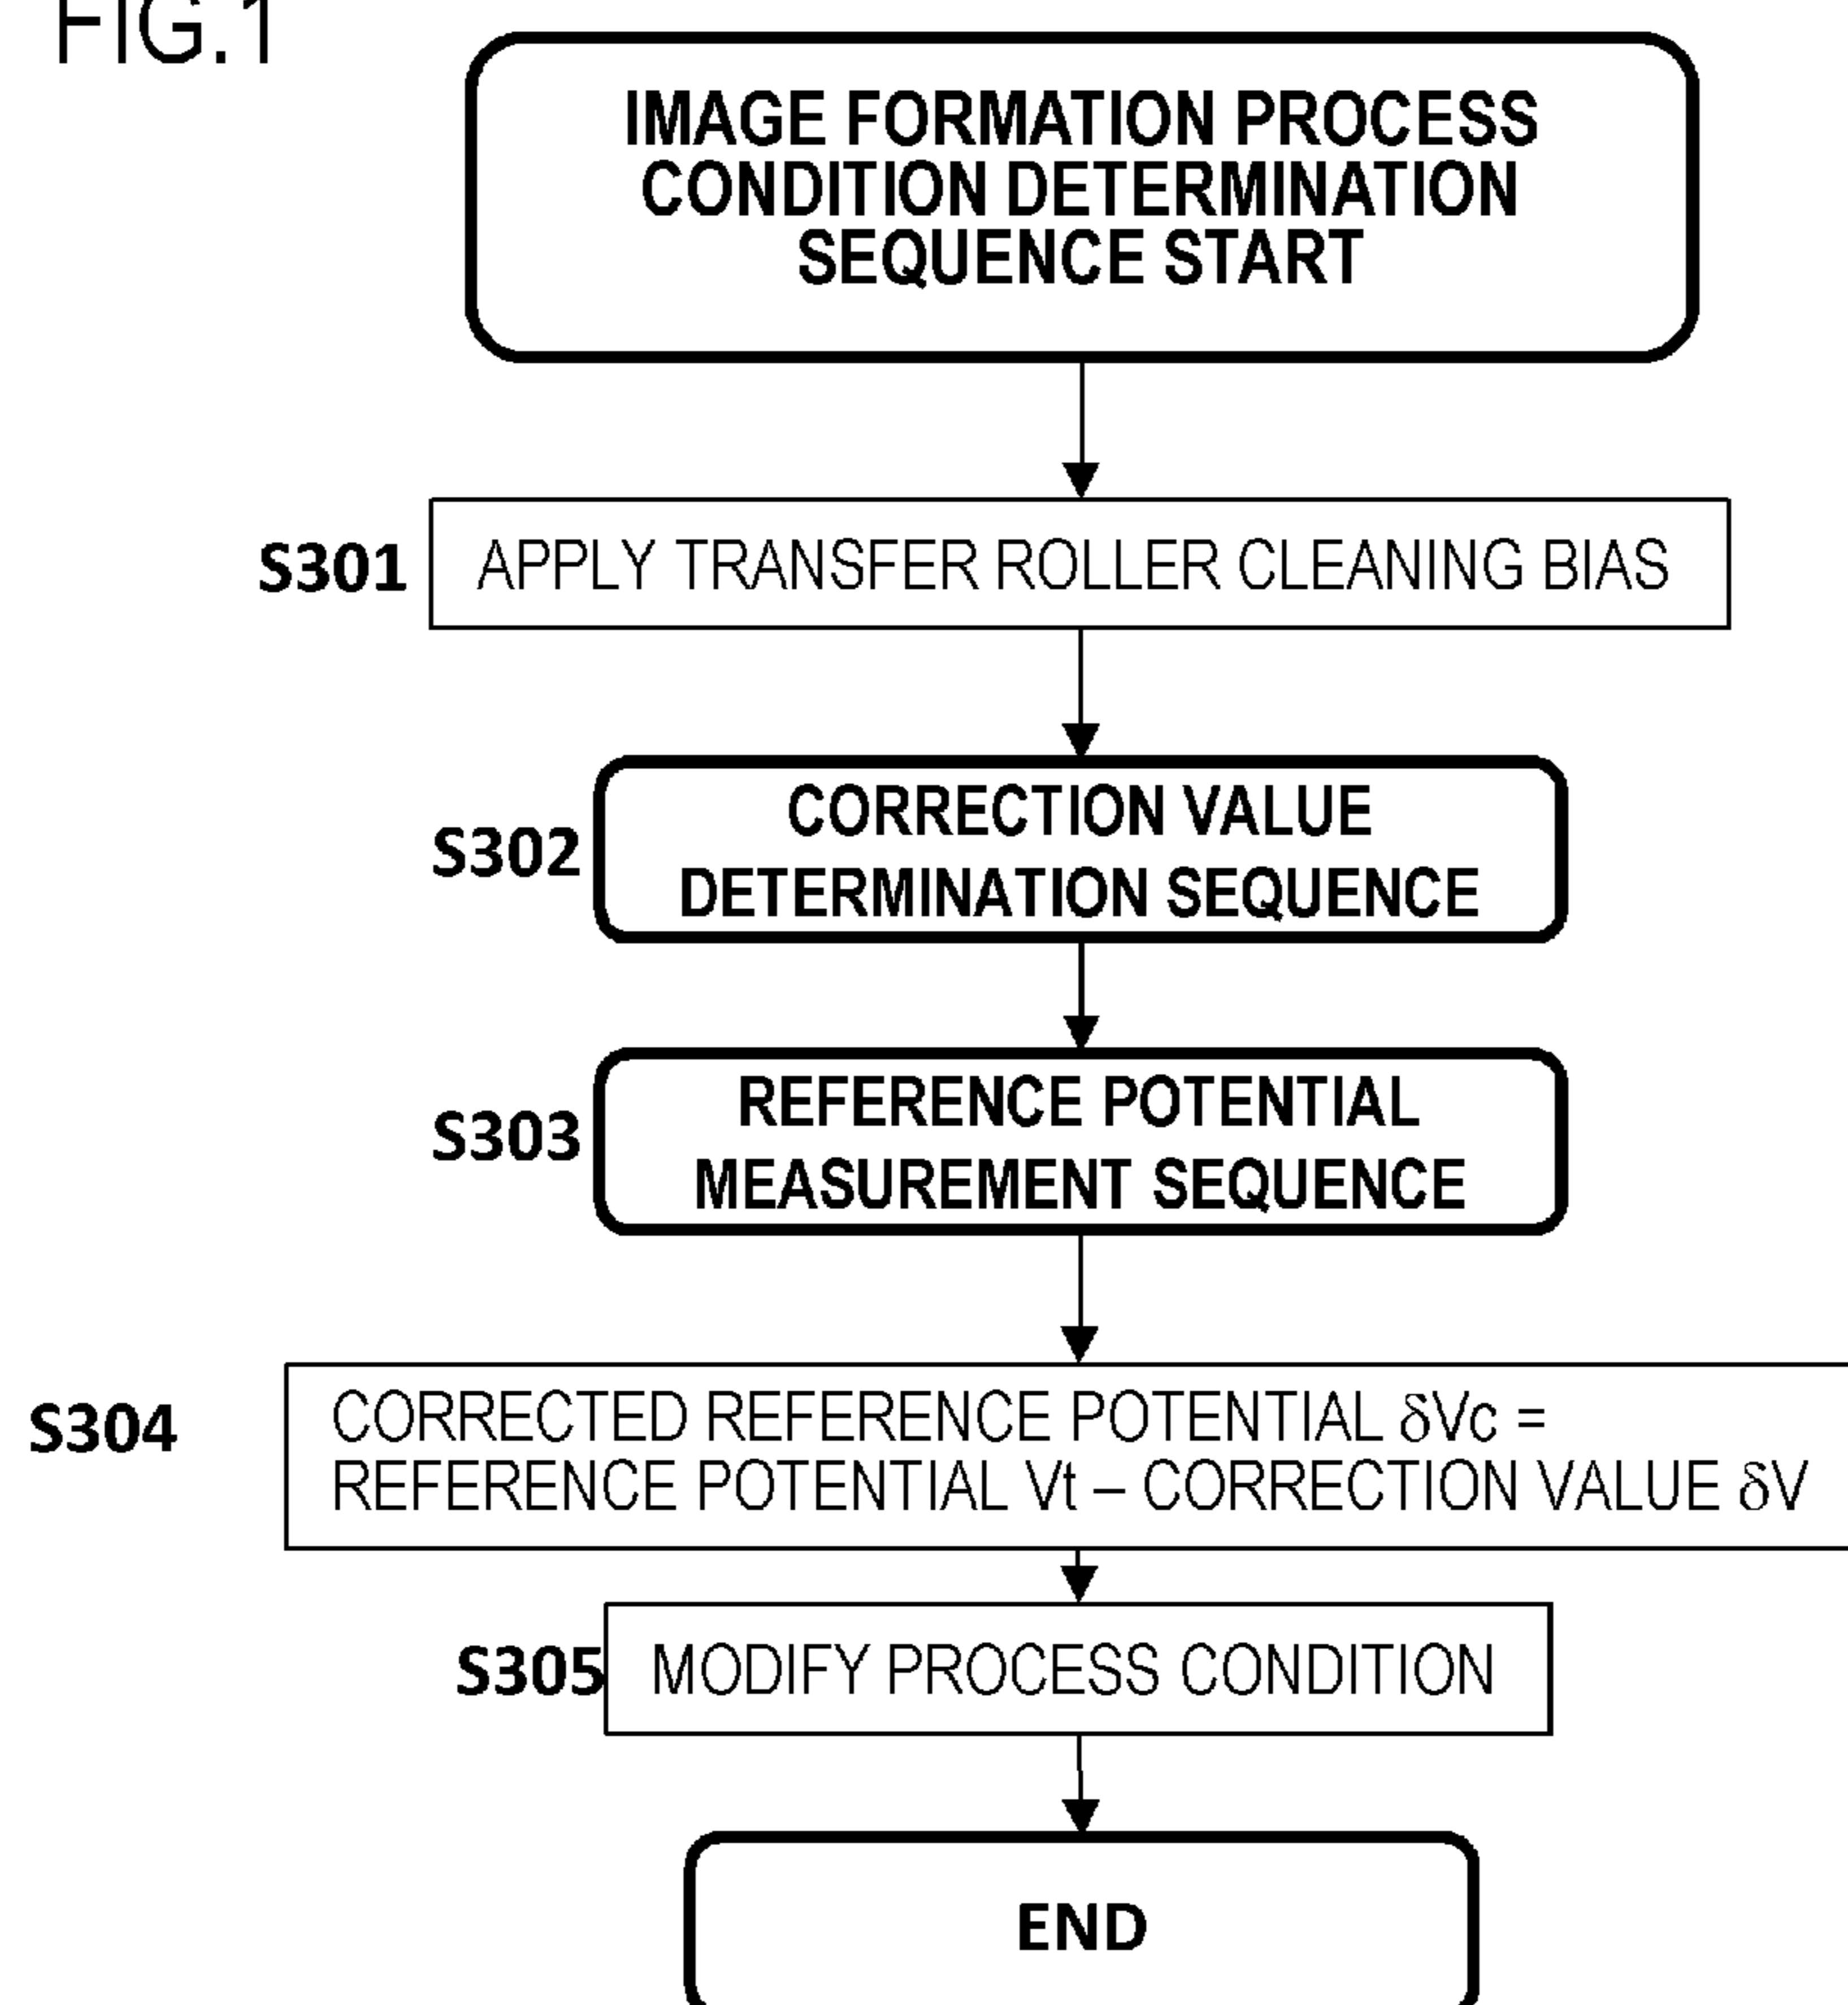 FIG.1
IMAGE FORMATION PROCESS
CONDITION DETERMINATION
SEQUENCE START
S301
APPLY TRANSFER ROLLER CLEANING BIAS
S302
CORRECTION VALUE
DETERMINATION SEQUENCE
S303
REFERENCE POTENTIAL
MEASUREMENT SEQUENCE
S304
CORRECTED REFERENCE POTENTIAL δVc =
REFERENCE POTENTIAL Vt – CORRECTION VALUE δV
S305
MODIFY PROCESS CONDITION
END